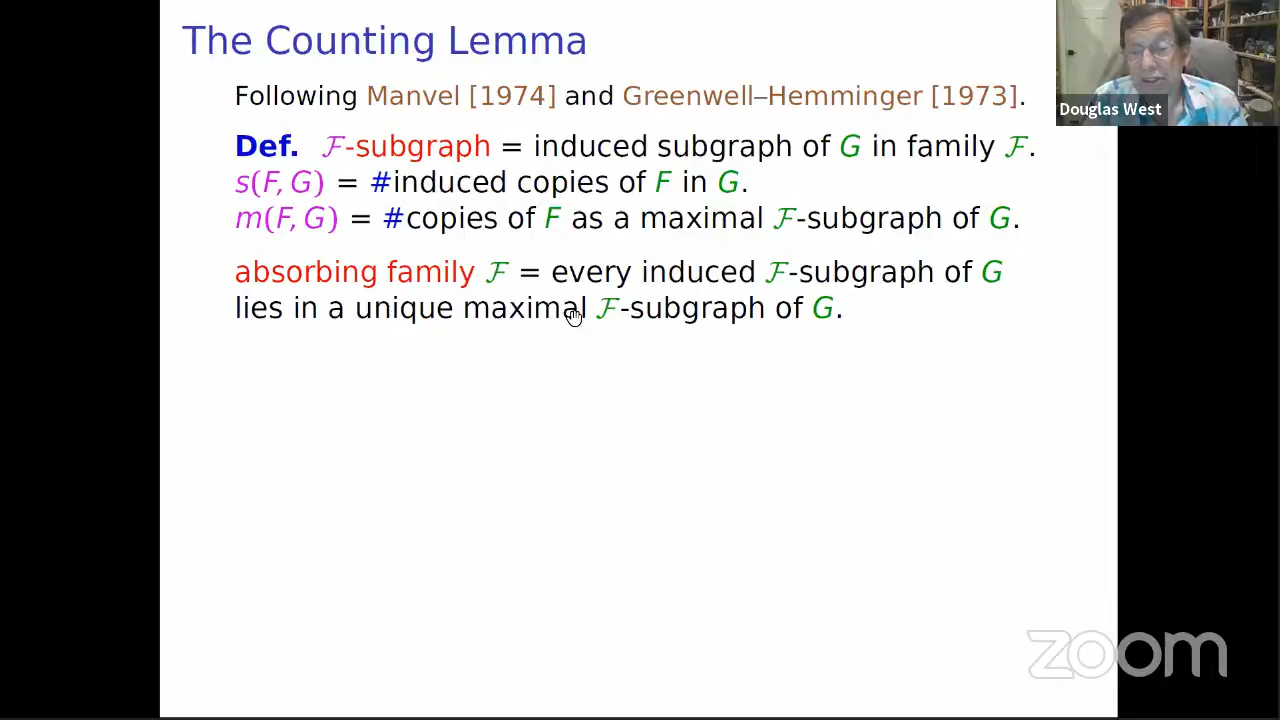 The Counting Lemma
Following Manvel [1974] and Greenwell–Hemminger [1973].
Def. ℱ-subgraph = induced subgraph of G in family ℱ.
s(F, G) = #induced copies of F in G.
m(F, G) = #copies of F as a maximal ℱ-subgraph of G.
absorbing family ℱ = every induced ℱ-subgraph of G
lies in a unique maximal ℱ-subgraph of G.
Douglas West
zoom